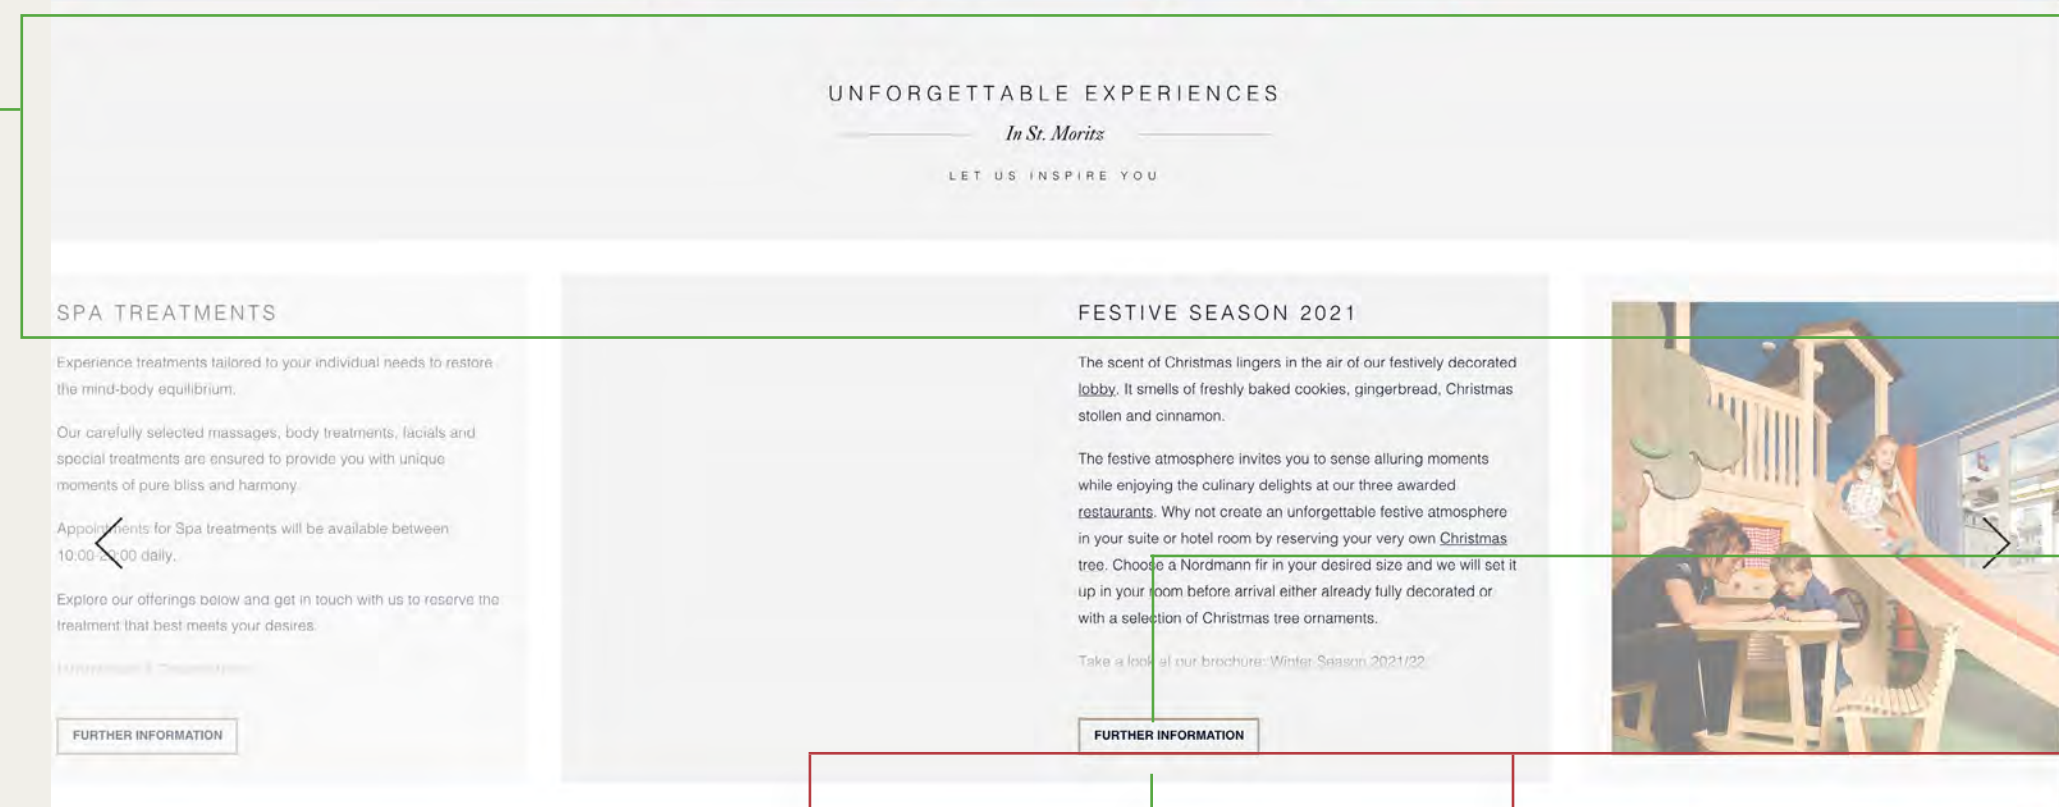 UNFORGETTABLE EXPERIENCES
In St. Moritz
LET US INSPIRE YOU
SPA TREATMENTS
Experience treatments tailored to your individual needs to restore
the mind-body equilibrium.
Our carefully selected massages, body treatments, facials and
special treatments are ensured to provide you with unique
moments of pure bliss and harmony.
Appointments for Spa treatments will be available between
10:00-20:00 daily.
Explore our offerings below and get in touch with us to reserve the
treatment that best meets your desires.
FURTHER INFORMATION
FESTIVE SEASON 2021
The scent of Christmas lingers in the air of our festively decorated
lobby. It smells of freshly baked cookies, gingerbread, Christmas
stollen and cinnamon.
The festive atmosphere invites you to sense alluring moments
while enjoying the culinary delights at our three awarded
restaurants. Why not create an unforgettable festive atmosphere
in your suite or hotel room by reserving your very own Christmas
tree. Choose a Nordmann fir in your desired size and we will set it
up in your room before arrival either already fully decorated or
with a selection of Christmas tree ornaments.
Take a look at our brochure: Winter Season 2021/22
FURTHER INFORMATION